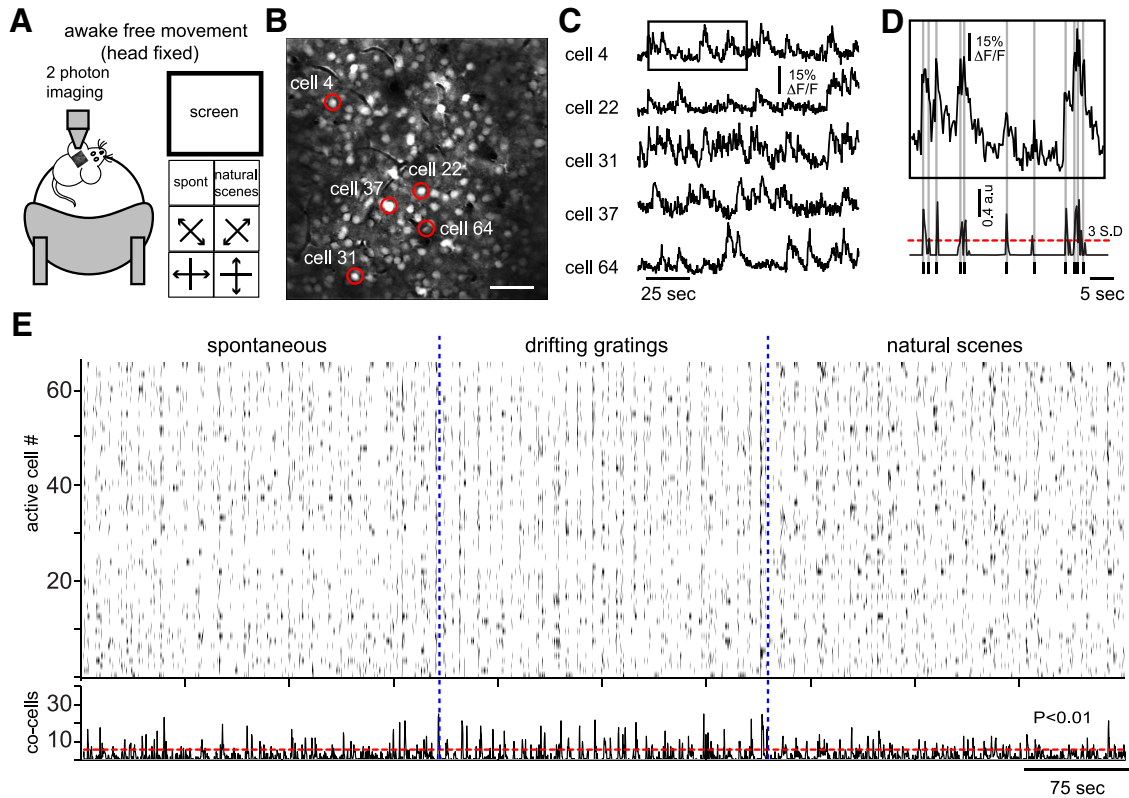 A
awake free movement
(head fixed)
2 photon
imaging
screen
spont
natural
scenes
B
cell 4
cell 22
cell 37
cell 64
cell 31
C
cell 4
cell 22
cell 31
cell 37
cell 64
15%
ΔF/F
25 sec
D
15%
ΔF/F
0.4 a.u
3 S.D
5 sec
E
spontaneous
drifting gratings
natural scenes
active cell #
60
40
20
co-cells
30
10
P<0.01
75 sec